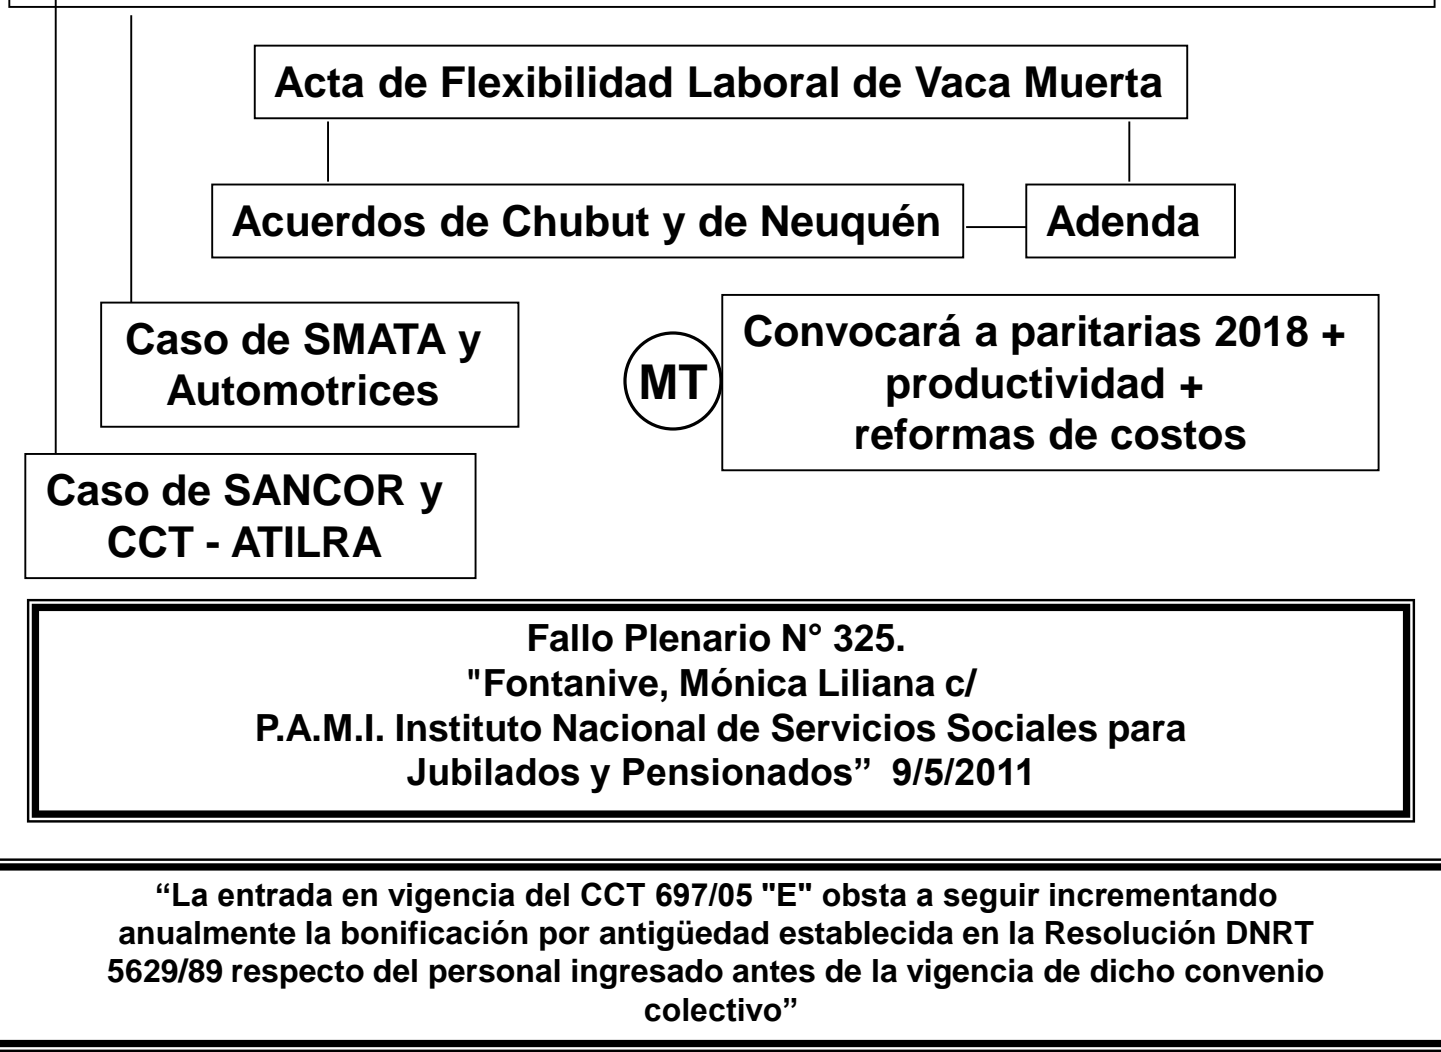 Acta de Flexibilidad Laboral de Vaca Muerta
Acuerdos de Chubut y de Neuquén
Adenda
Caso de SMATA y
Automotrices
MT
Convocará a paritarias 2018 +
productividad +
reformas de costos
Caso de SANCOR y
CCT - ATILRA
Fallo Plenario N° 325.
"Fontanive, Mónica Liliana c/
P.A.M.I. Instituto Nacional de Servicios Sociales para
Jubilados y Pensionados” 9/5/2011
“La entrada en vigencia del CCT 697/05 "E" obsta a seguir incrementando
anualmente la bonificación por antigüedad establecida en la Resolución DNRT
5629/89 respecto del personal ingresado antes de la vigencia de dicho convenio
colectivo”